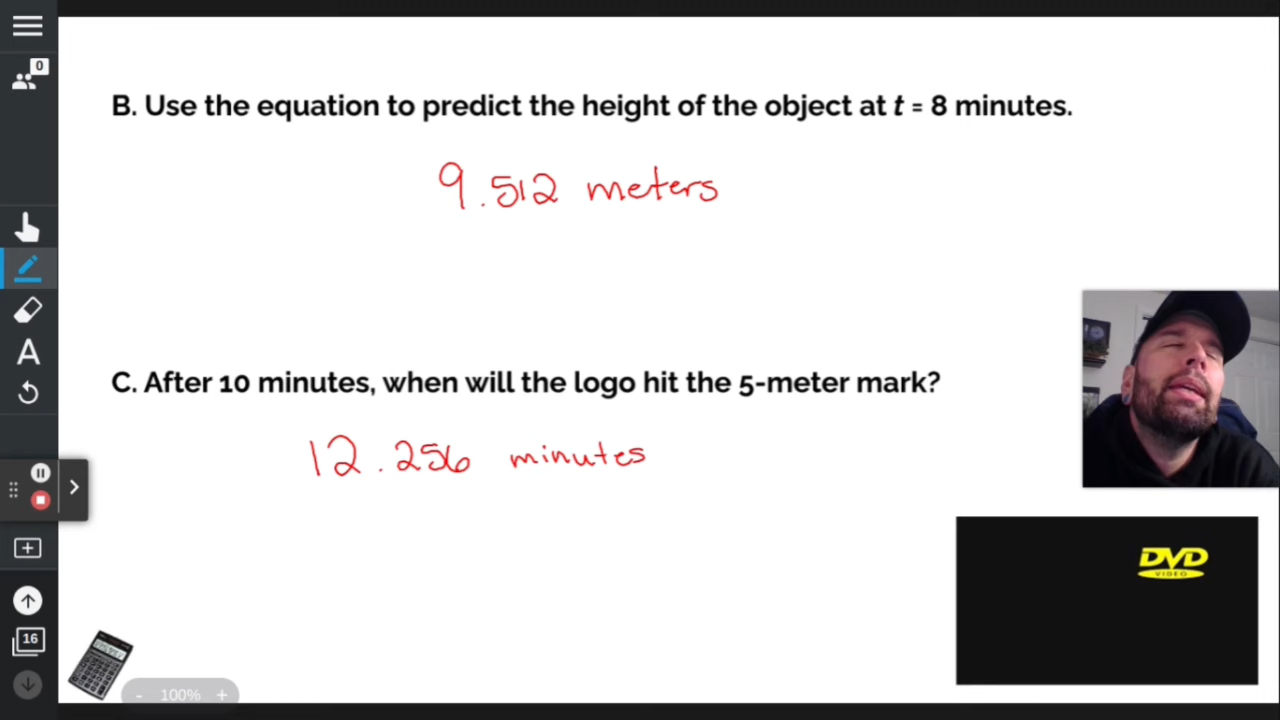 0
B. Use the equation to predict the height of the object at t = 8 minutes.
9.512 meters
C. After 10 minutes, when will the logo hit the 5-meter mark?
12.256 minutes
DVD
VIDEO
A
16
- 100% +